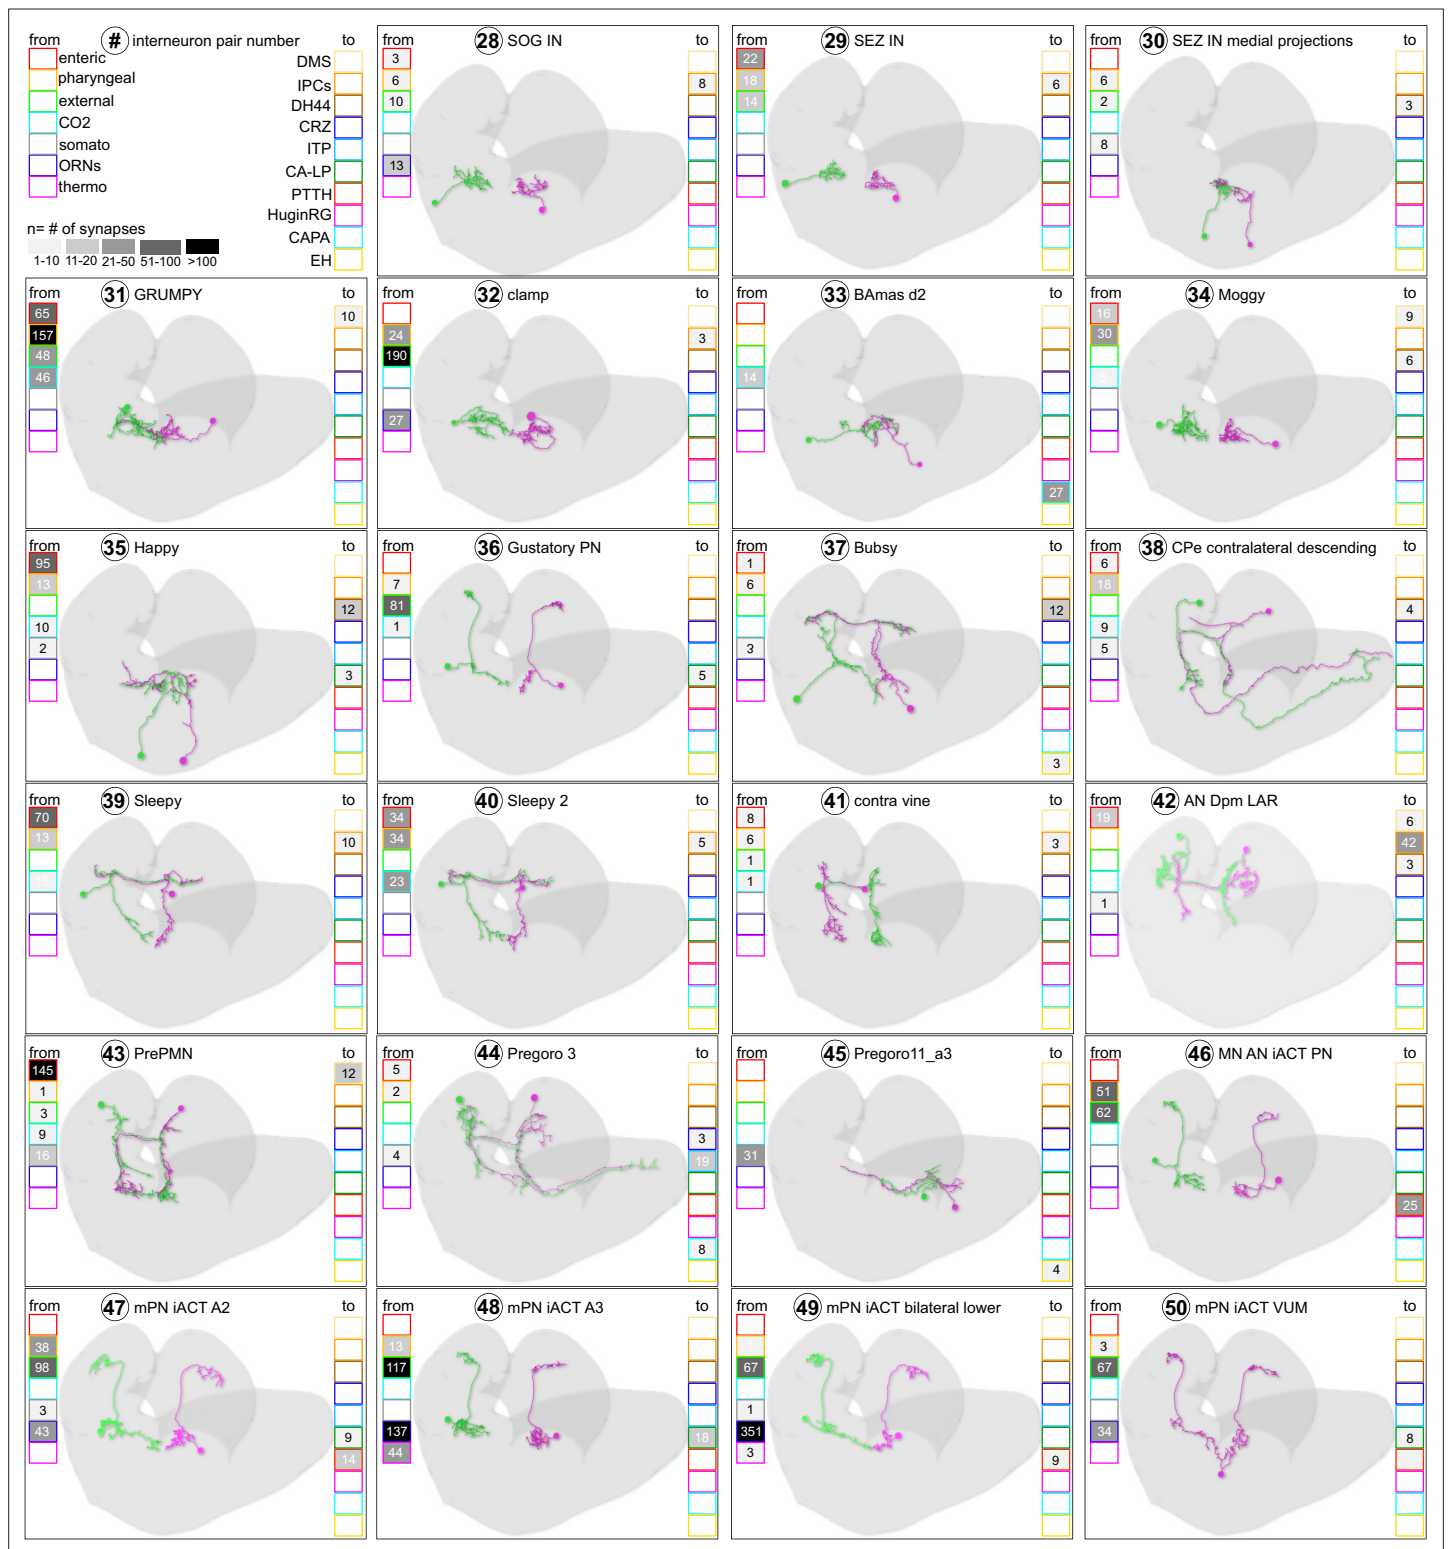 from # interneuron pair number to
enteric
pharyngeal
external
CO2
somato
ORNs
thermo
DMS
IPCs
DH44
CRZ
ITP
CA-LP
PTTH
HuginRG
CAPA
EH
n= # of synapses
1-10 11-20 21-50 51-100 >100
from 28 SOG IN to
3
6
10
13
8
from 29 SEZ IN to
22
18
14
6
from 30 SEZ IN medial projections to
6
2
8
3
from 31 GRUMPY to
65
157
48
46
10
from 32 clamp to
24
190
27
3
from 33 BAmas d2 to
14
27
from 34 Moggy to
16
30
9
6
from 35 Happy to
95
13
10
2
12
3
from 36 Gustatory PN to
7
81
1
5
from 37 Bubsy to
1
6
3
12
3
from 38 CPe contralateral descending to
6
18
9
5
4
from 39 Sleepy to
70
13
10
from 40 Sleepy 2 to
34
34
23
5
from 41 contra vine to
8
6
1
1
3
from 42 AN Dpm LAR to
19
1
6
42
3
from 43 PrePMN to
145
1
3
9
16
12
from 44 Pregoro 3 to
5
2
4
3
19
8
from 45 Pregoro11_a3 to
31
4
from 46 MN AN iACT PN to
51
62
25
from 47 mPN iACT A2 to
38
98
3
43
9
14
from 48 mPN iACT A3 to
13
117
137
44
18
from 49 mPN iACT bilateral lower to
67
1
351
3
9
from 50 mPN iACT VUM to
3
67
34
8